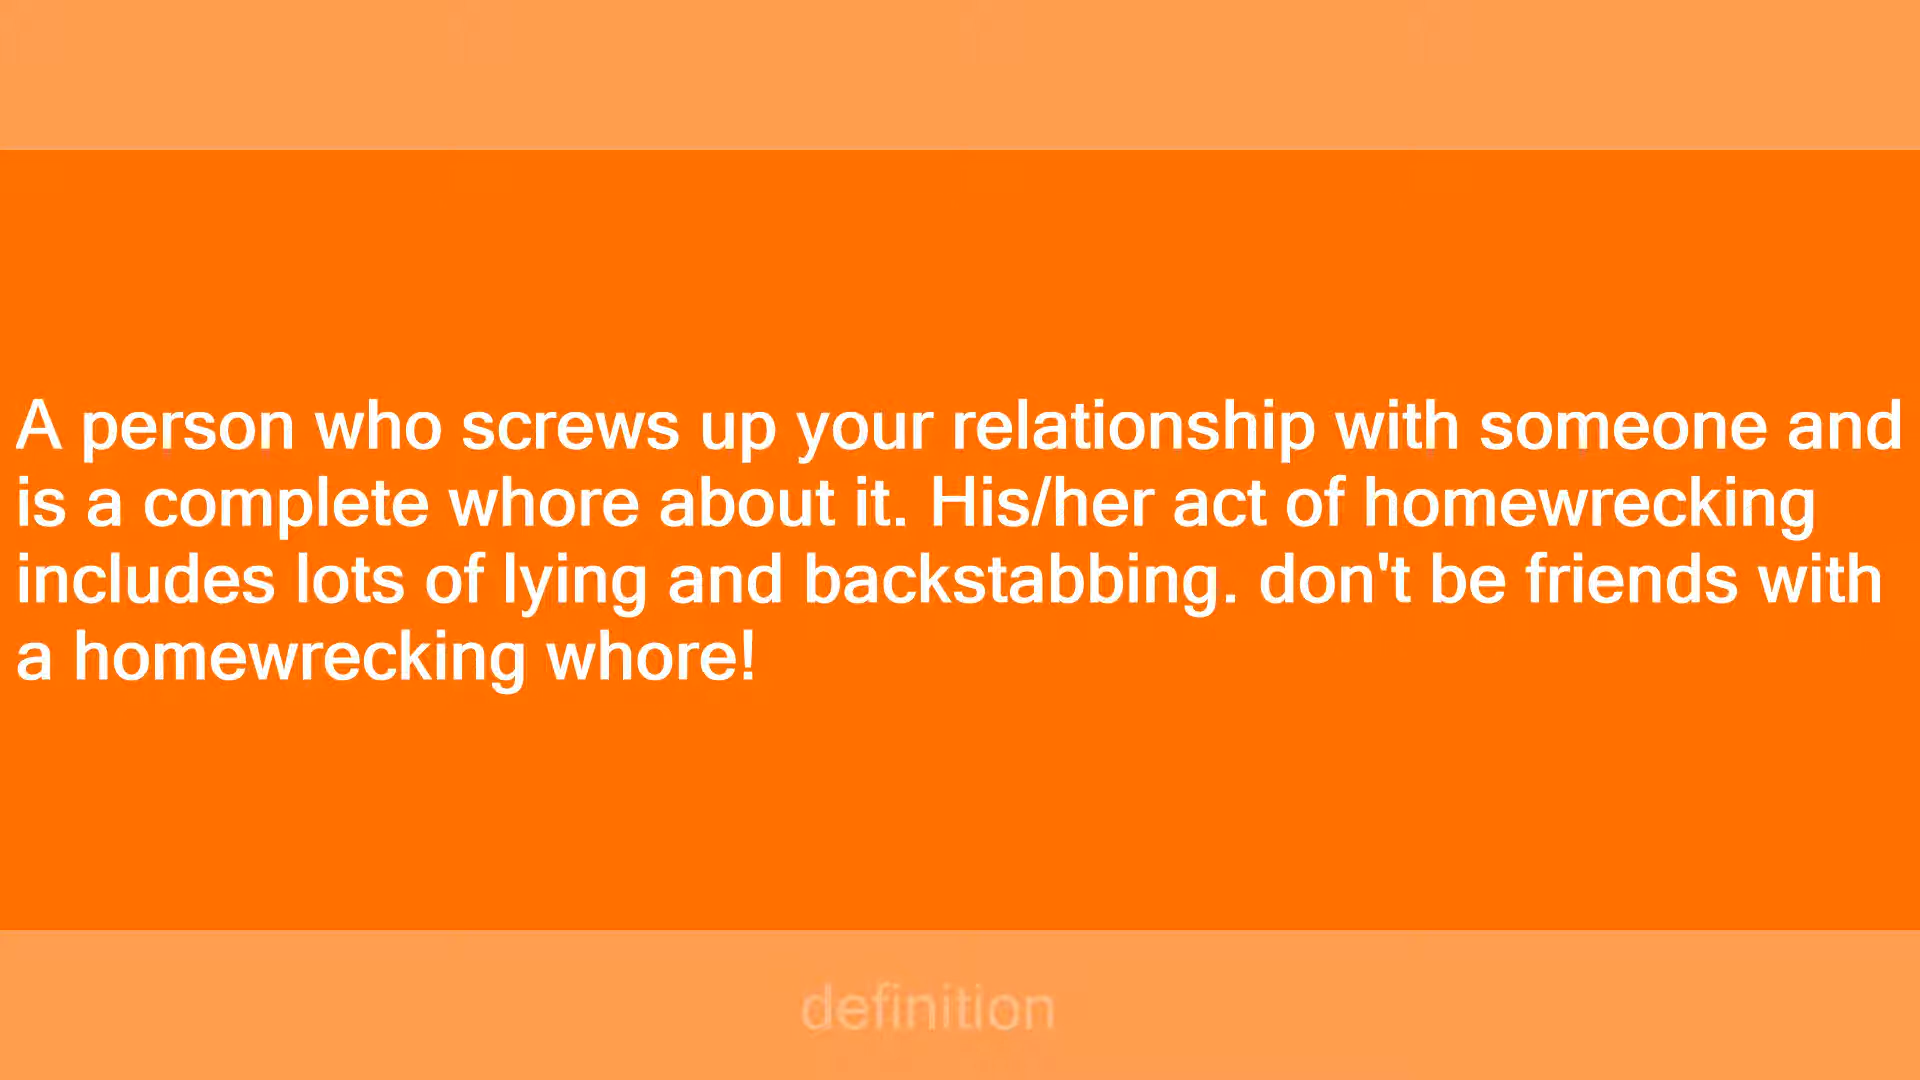 A person who screws up your relationship with someone and
is a complete whore about it. His/her act of homewrecking
includes lots of lying and backstabbing. don't be friends with
a homewrecking whore!
definition